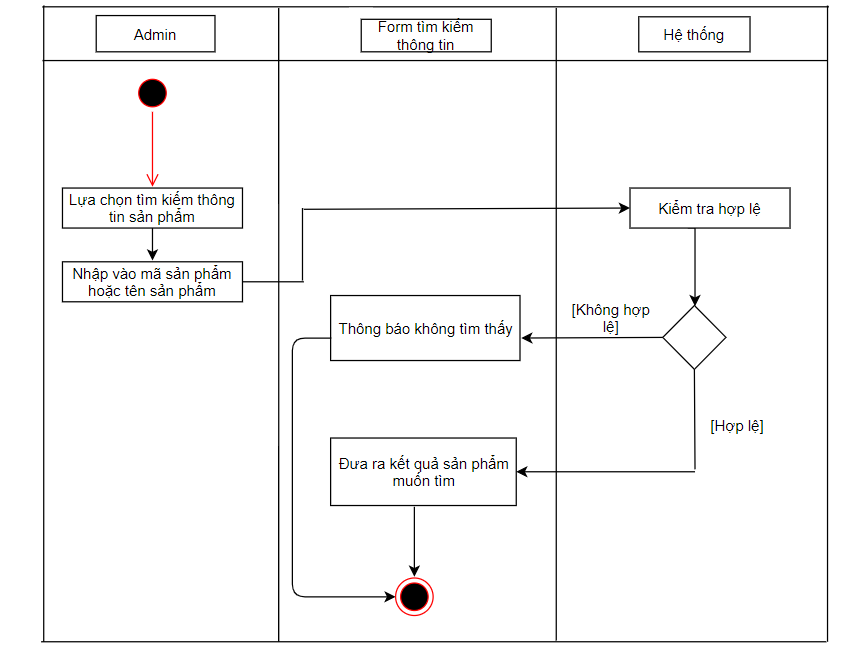 Admin
Form tìm kiếm
thông tin
Hệ thống
Lựa chọn tìm kiếm thông
tin sản phẩm
Kiểm tra hợp lệ
Nhập vào mã sản phẩm
hoặc tên sản phẩm
[Không hợp
lệ]
Thông báo không tìm thấy
[Hợp lệ]
Đưa ra kết quả sản phẩm
muốn tìm